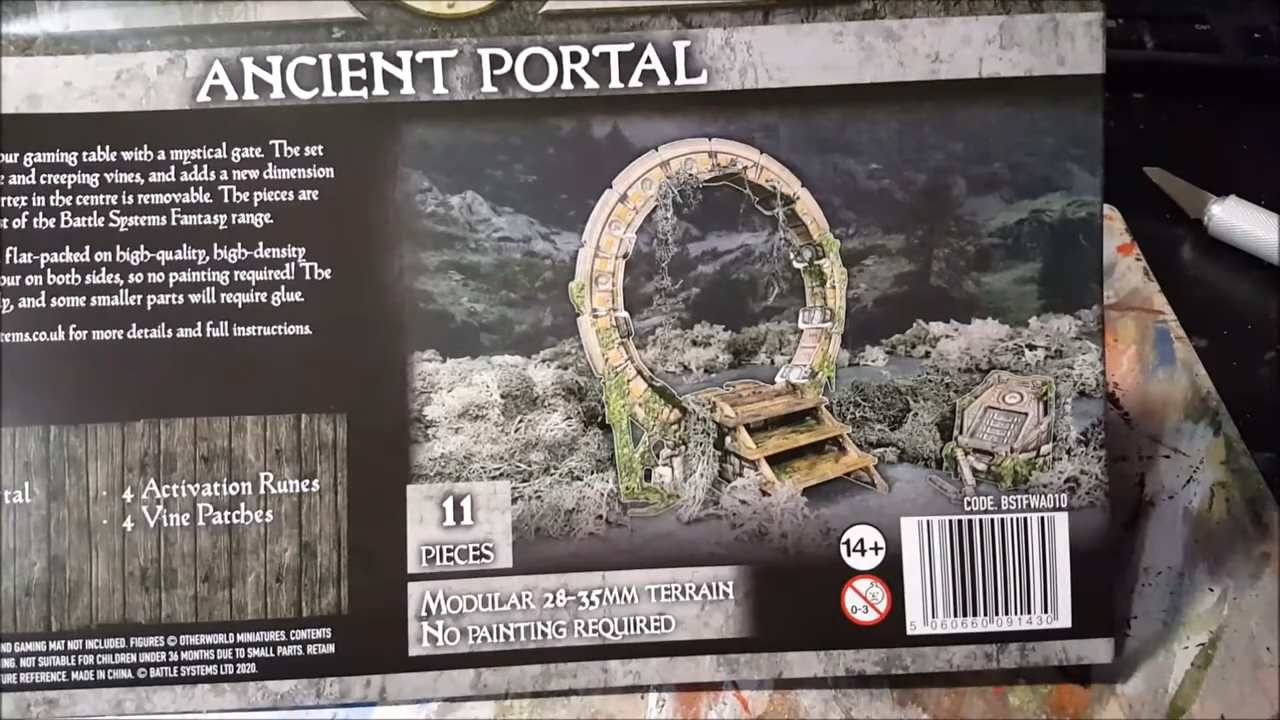 ANCIENT PORTAL
our gaming table with a mystical gate. The set
and creeping vines, and adds a new dimension
rtex in the centre is removable. The pieces are
st of the Battle Systems Fantasy range.
flat-packed on high-quality, high-density
our on both sides, so no painting required! The
y, and some smaller parts will require glue.
tems.co.uk for more details and full instructions.
tal
· 4 Activation Runes
· 4 Vine Patches
11
PIECES
MODULAR 28-35MM TERRAIN
NO PAINTING REQUIRED
CODE. BSTFWA010
14+
0-3
5 060660 091430
ND GAMING MAT NOT INCLUDED. FIGURES © OTHERWORLD MINIATURES. CONTENTS
ING. NOT SUITABLE FOR CHILDREN UNDER 36 MONTHS DUE TO SMALL PARTS. RETAIN
URE REFERENCE. MADE IN CHINA. © BATTLE SYSTEMS LTD 2020.